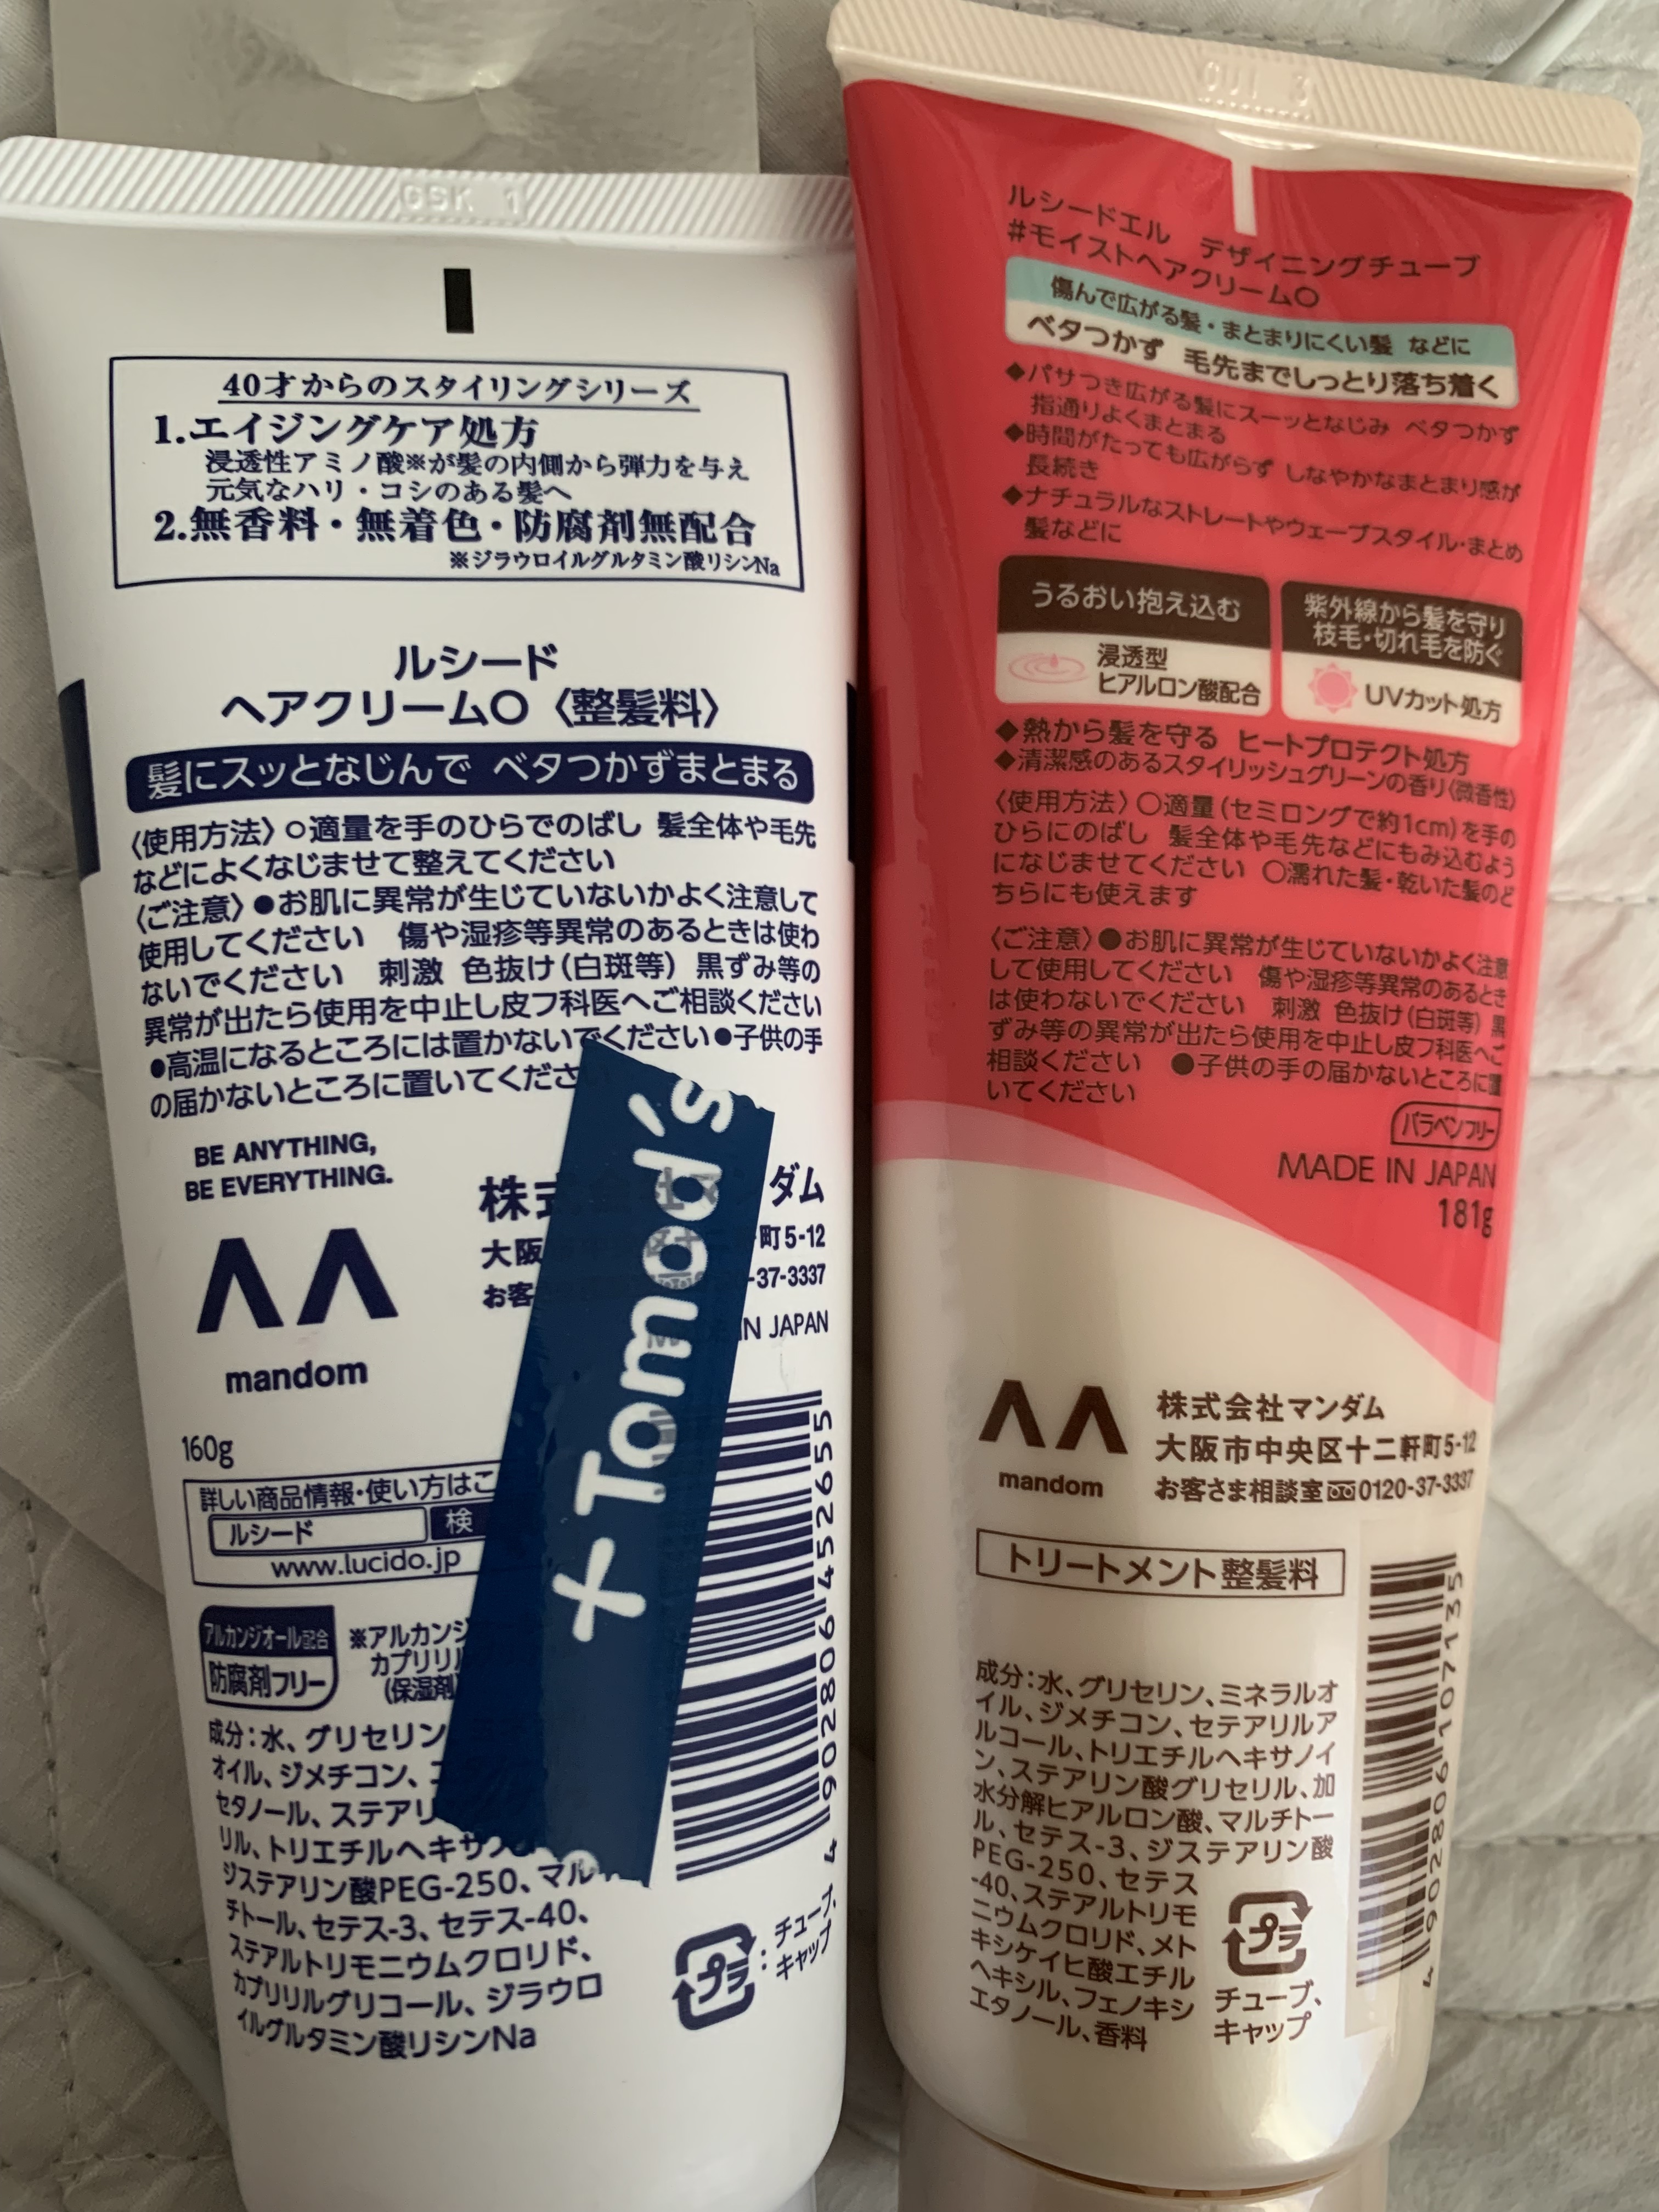 GSK 1
40才からのスタイリングシリーズ
1.エイジングケア処方
浸透性アミノ酸※が髪の内側から弾力を与え
元気なハリ・コシのある髪へ
2.無香料・無着色・防腐剤無配合
※ジラウロイルグルタミン酸リシンNa
ルシード
ヘアクリームO〈整髪料〉
髪にスッとなじんで ベタつかずまとまる
〈使用方法〉○適量を手のひらでのばし 髪全体や毛先
などによくなじませて整えてください
〈ご注意〉●お肌に異常が生じていないかよく注意して
使用してください 傷や湿疹等異常のあるときは使わ
ないでください 刺激 色抜け(白斑等) 黒ずみ等の
異常が出たら使用を中止し皮フ科医へご相談ください
●高温になるところには置かないでください●子供の手
の届かないところに置いてくださ
BE ANYTHING,
BE EVERYTHING.
mandom
株式 ダム
大阪 町5-12
お客 -37-3337
IN JAPAN
+ Tomod's
160g
詳しい商品情報・使い方はこ
ルシード 検
www.lucido.jp
アルカンジオール配合
防腐剤フリー
※アルカンジ
カプリリル
(保湿剤)
成分:水、グリセリン
オイル、ジメチコン、
セタノール、ステアリ
リル、トリエチルヘキサノ
ジステアリン酸PEG-250、マル
チトール、セテス-3、セテス-40、
ステアルトリモニウムクロリド、
カプリリルグリコール、ジラウロ
イルグルタミン酸リシンNa
4 902806 452655
プラ
:チューブ、
キャップ
ルシードエル デザイニングチューブ
#モイストヘアクリームO
傷んで広がる髪・まとまりにくい髪 などに
ベタつかず 毛先までしっとり落ち着く
◆パサつき広がる髪にスーッとなじみ ベタつかず
指通りよくまとまる
◆時間がたっても広がらず しなやかなまとまり感が
長続き
◆ナチュラルなストレートやウェーブスタイル・まとめ
髪などに
うるおい抱え込む
浸透型
ヒアルロン酸配合
紫外線から髪を守り
枝毛・切れ毛を防ぐ
UVカット処方
◆熱から髪を守る ヒートプロテクト処方
◆清潔感のあるスタイリッシュグリーンの香り〈微香性〉
〈使用方法〉○適量(セミロングで約1cm)を手の
ひらにのばし 髪全体や毛先などにもみ込むよう
になじませてください ○濡れた髪・乾いた髪のど
ちらにも使えます
〈ご注意〉●お肌に異常が生じていないかよく注意
して使用してください 傷や湿疹等異常のあるとき
は使わないでください 刺激 色抜け(白斑等) 黒
ずみ等の異常が出たら使用を中止し皮フ科医へご
相談ください ●子供の手の届かないところに置
いてください
パラベンフリー
MADE IN JAPAN
181g
mandom
株式会社マンダム
大阪市中央区十二軒町5-12
お客さま相談室 0120-37-3337
トリートメント整髪料
成分:水、グリセリン、ミネラルオ
イル、ジメチコン、セテアリルア
ルコール、トリエチルヘキサノイ
ン、ステアリン酸グリセリル、加
水分解ヒアルロン酸、マルチトー
ル、セテス-3、ジステアリン酸
PEG-250、セテス
-40、ステアルトリモ
ニウムクロリド、メト
キシケイヒ酸エチル
ヘキシル、フェノキシ
エタノール、香料
プラ
チューブ、
キャップ
4 902806 107135